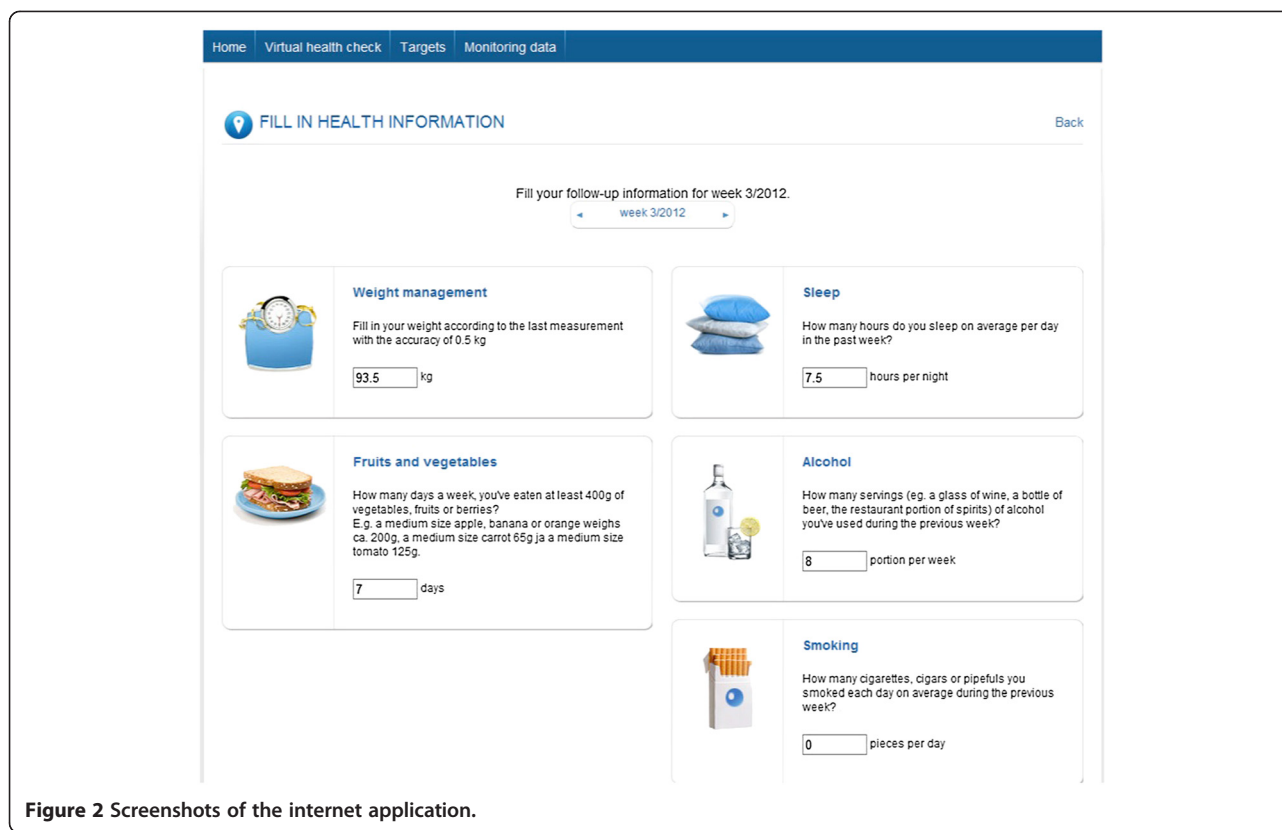 Home Virtual health check Targets Monitoring data
FILL IN HEALTH INFORMATION
Back
Fill your follow-up information for week 3/2012.
week 3/2012
Weight management
Fill in your weight according to the last measurement
with the accuracy of 0.5 kg
93.5 kg
Sleep
How many hours do you sleep on average per day
in the past week?
7.5 hours per night
Fruits and vegetables
How many days a week, you've eaten at least 400g of
vegetables, fruits or berries?
E.g. a medium size apple, banana or orange weighs
ca. 200g, a medium size carrot 65g ja a medium size
tomato 125g.
7 days
Alcohol
How many servings (eg. a glass of wine, a bottle of
beer, the restaurant portion of spirits) of alcohol
you've used during the previous week?
8 portion per week
Smoking
How many cigarettes, cigars or pipefuls you
smoked each day on average during the previous
week?
0 pieces per day
Figure 2 Screenshots of the internet application.